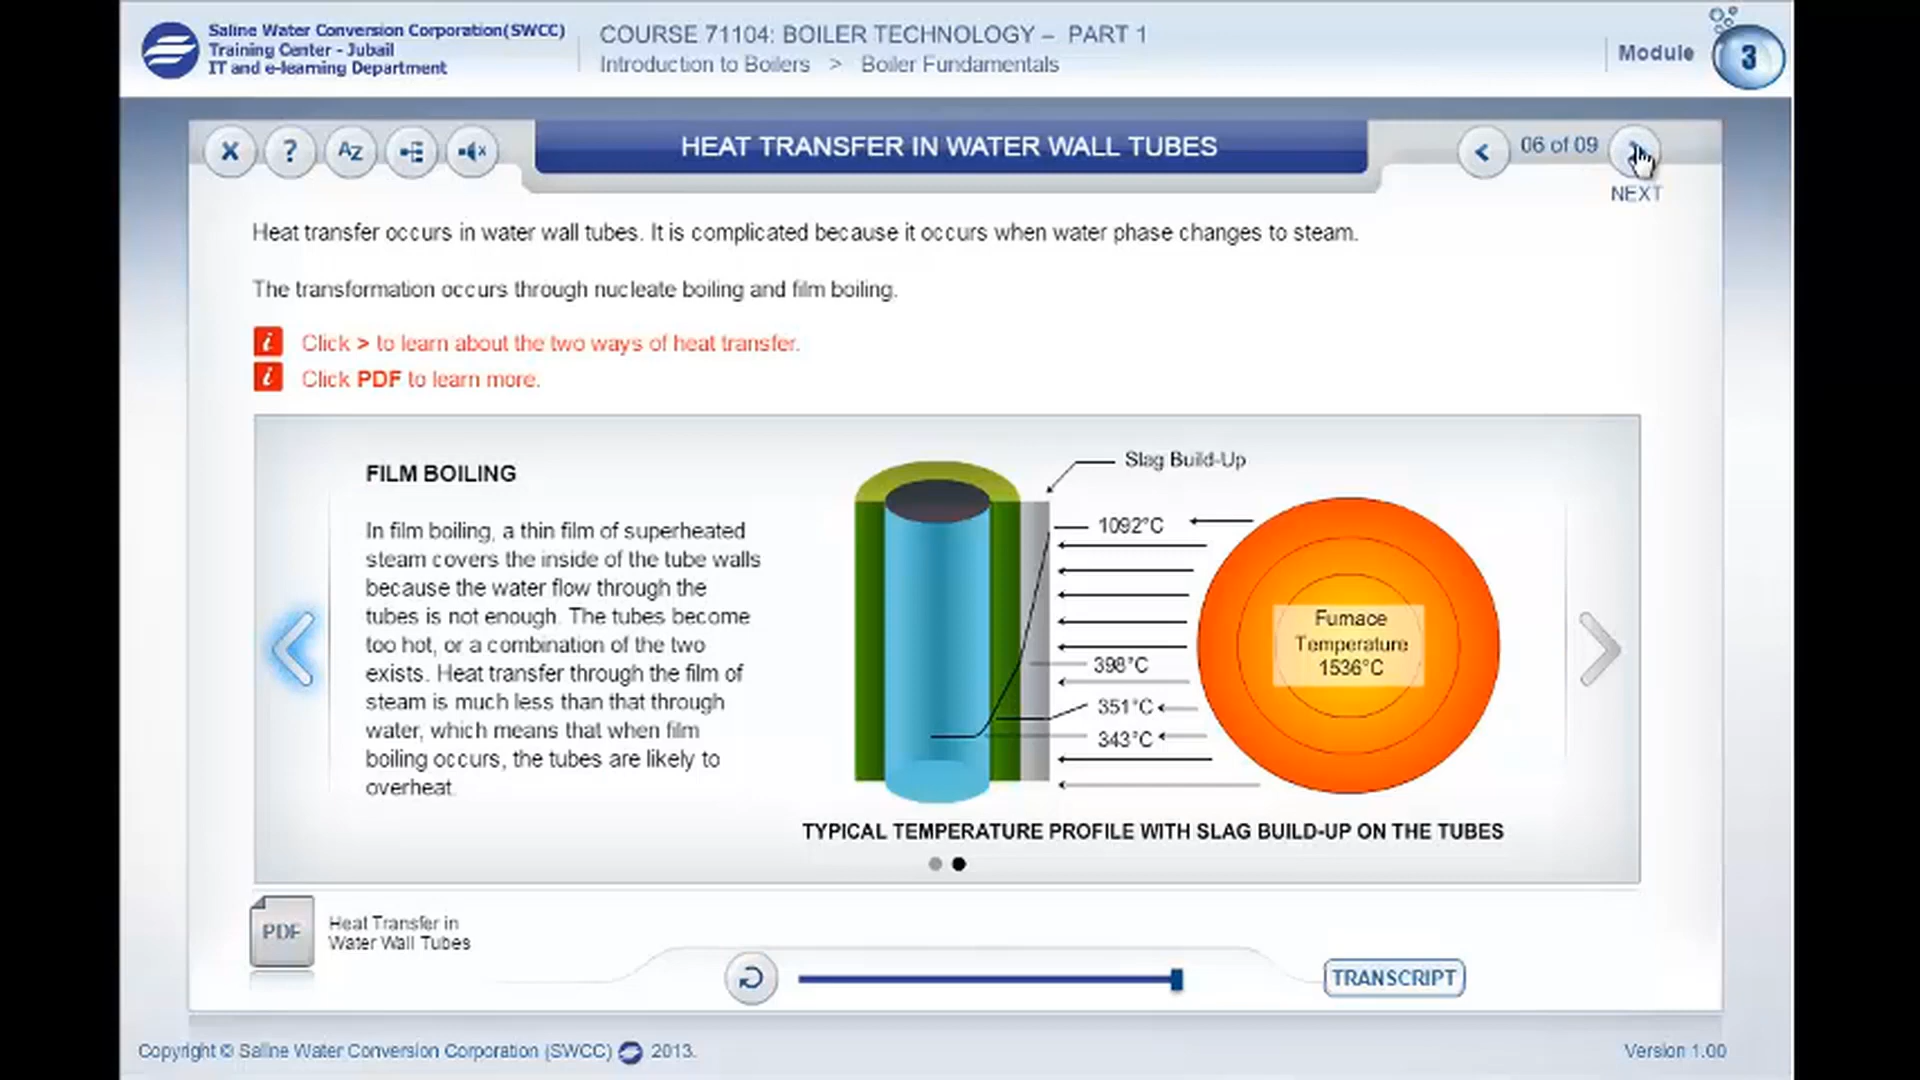 Saline Water Conversion Corporation(SWCC)
Training Center - Jubail
IT and e-learning Department
COURSE 71104: BOILER TECHNOLOGY – PART 1
Introduction to Boilers > Boiler Fundamentals
Module 3
X ? AZ
HEAT TRANSFER IN WATER WALL TUBES
06 of 09
NEXT
Heat transfer occurs in water wall tubes. It is complicated because it occurs when water phase changes to steam.
The transformation occurs through nucleate boiling and film boiling.
i Click > to learn about the two ways of heat transfer.
i Click PDF to learn more.
FILM BOILING
In film boiling, a thin film of superheated
steam covers the inside of the tube walls
because the water flow through the
tubes is not enough. The tubes become
too hot, or a combination of the two
exists. Heat transfer through the film of
steam is much less than that through
water, which means that when film
boiling occurs, the tubes are likely to
overheat.
Slag Build-Up
1092°C
398°C
351°C
343°C
Furnace
Temperature
1536°C
TYPICAL TEMPERATURE PROFILE WITH SLAG BUILD-UP ON THE TUBES
PDF
Heat Transfer in
Water Wall Tubes
TRANSCRIPT
Copyright © Saline Water Conversion Corporation (SWCC) 2013.
Version 1.00